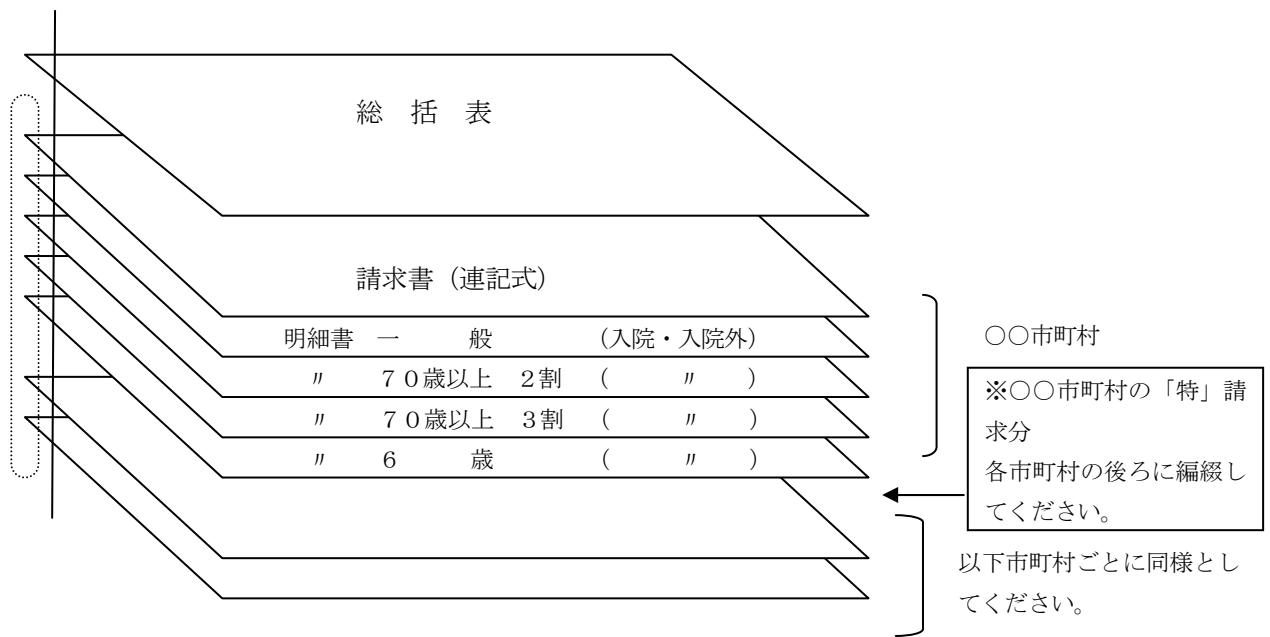 総 括 表
請求書（連記式）
明細書 一 般 （入院・入院外）
〃 ７０歳以上 ２割 （ 〃 ）
〃 ７０歳以上 ３割 （ 〃 ）
〃 ６ 歳 （ 〃 ）
○○市町村
※○○市町村の「特」請
求分
各市町村の後ろに編綴し
てください。
以下市町村ごとに同様とし
てください。